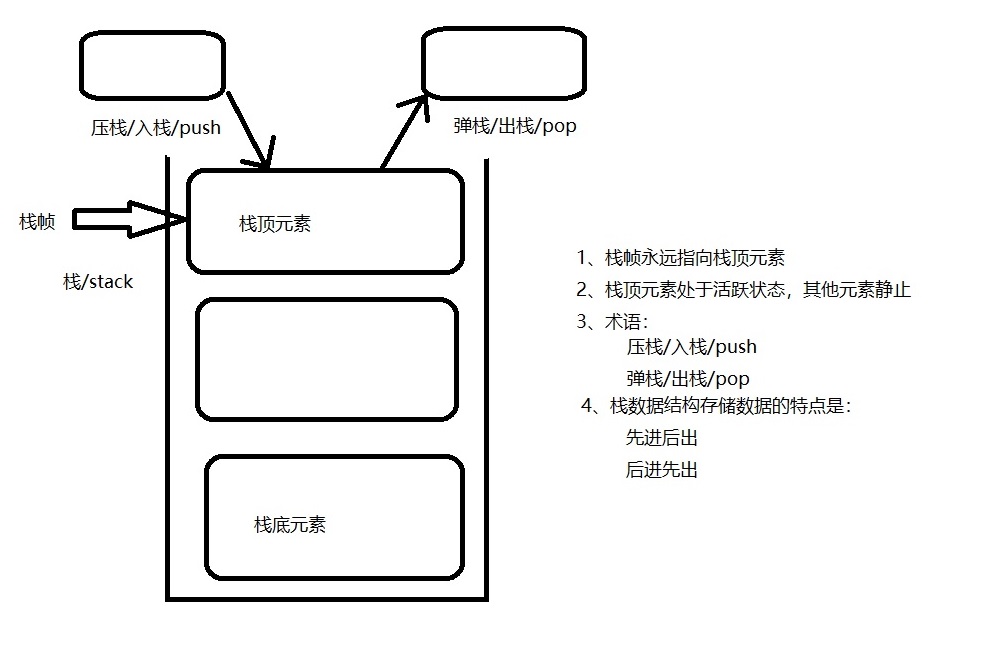 压栈/入栈/push
弹栈/出栈/pop
栈帧
栈顶元素
栈/stack
栈底元素
1、栈帧永远指向栈顶元素
2、栈顶元素处于活跃状态，其他元素静止
3、术语：
压栈/入栈/push
弹栈/出栈/pop
4、栈数据结构存储数据的特点是：
先进后出
后进先出